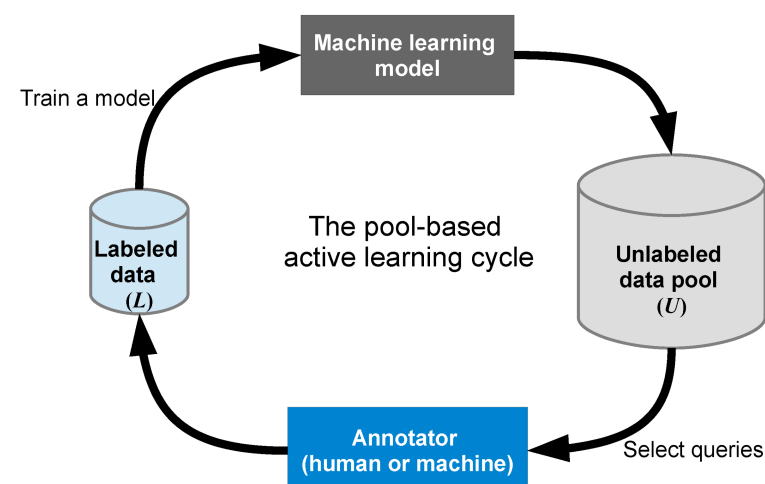 Machine learning
model
Train a model
The pool-based
active learning cycle
Labeled
data
(L)
Unlabeled
data pool
(U)
Annotator
(human or machine)
Select queries